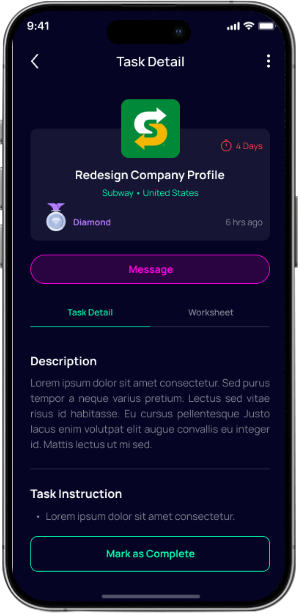 9:41
Task Detail
S
4 Days
Redesign Company Profile
Subway • United States
Diamond
6 hrs ago
Message
Task Detail
Worksheet
Description
Lorem ipsum dolor sit amet consectetur. Sed purus
tempor a neque varius pretium. Lectus sed vitae
risus id habitasse. Eu cursus pellentesque Justo
lacus enim volutpat elit augue convallis eu integer
id. Mattis lectus ut mi sed.
Task Instruction
• Lorem ipsum dolor sit amet consectetur.
Mark as Complete